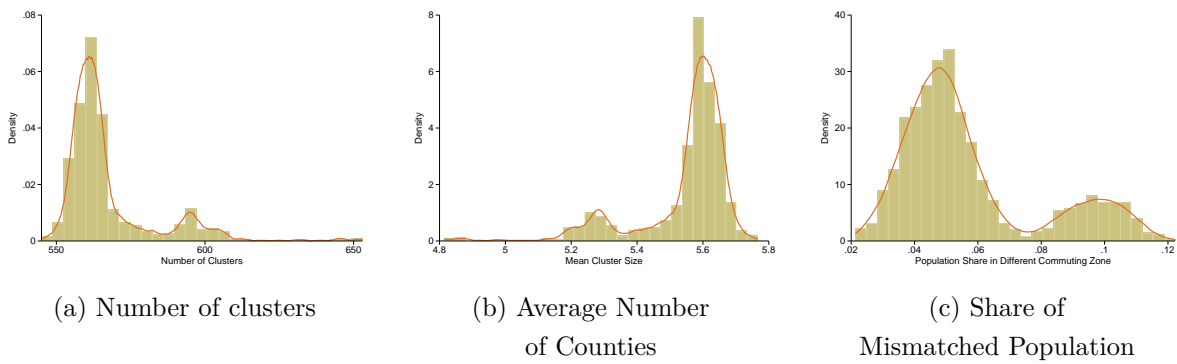 .08
.06
.04
.02
0
Density
550
600
650
Number of Clusters
(a) Number of clusters
8
6
4
2
0
Density
4.8
5
5.2
5.4
5.6
5.8
Mean Cluster Size
(b) Average Number
of Counties
40
30
20
10
0
Density
.02
.04
.06
.08
.1
.12
Population Share in Different Commuting Zone
(c) Share of
Mismatched Population